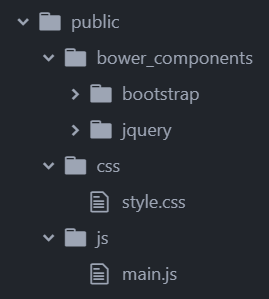 public
bower_components
bootstrap
jquery
css
style.css
js
main.js